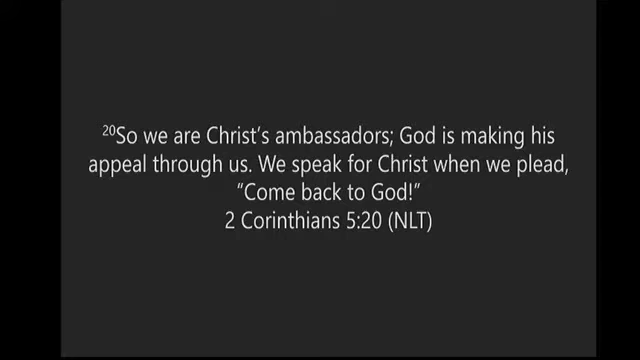 ²⁰So we are Christ's ambassadors; God is making his
appeal through us. We speak for Christ when we plead,
“Come back to God!”
2 Corinthians 5:20 (NLT)